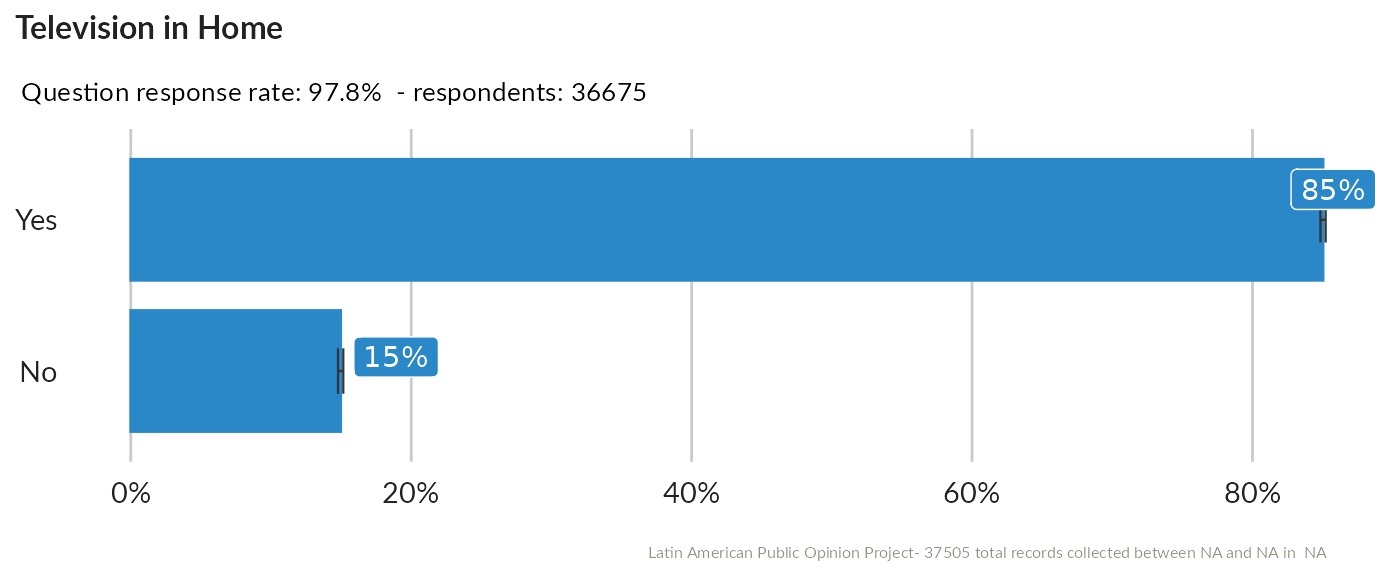 Television in Home
Question response rate: 97.8%  - respondents: 36675
Yes
85%
No
15%
0%
20%
40%
60%
80%
Latin American Public Opinion Project- 37505 total records collected between NA and NA in  NA